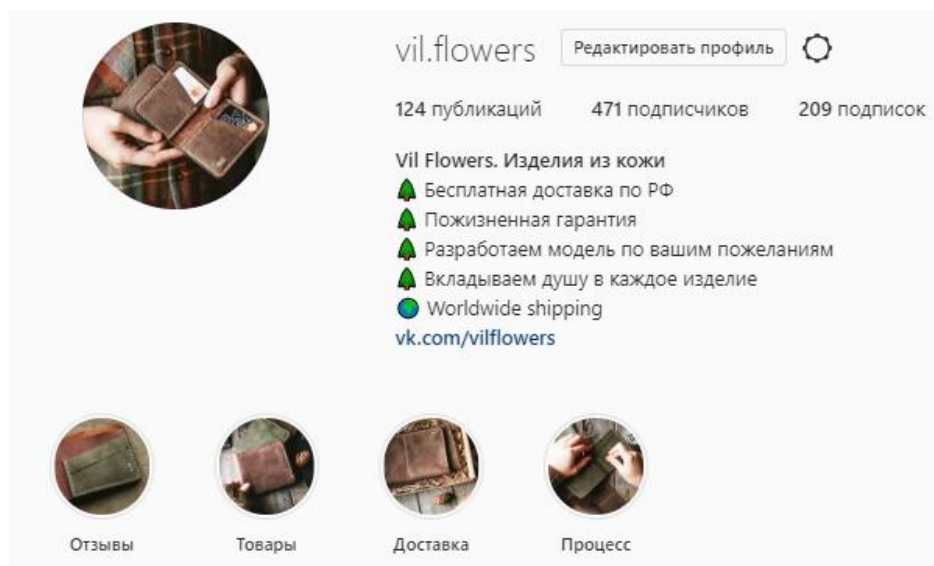 vil.flowers Редактировать профиль
124 публикаций 471 подписчиков 209 подписок
Vil Flowers. Изделия из кожи
🌲 Бесплатная доставка по РФ
🌲 Пожизненная гарантия
🌲 Разработаем модель по вашим пожеланиям
🌲 Вкладываем душу в каждое изделие
🌍 Worldwide shipping
vk.com/vilflowers
Отзывы Товары Доставка Процесс